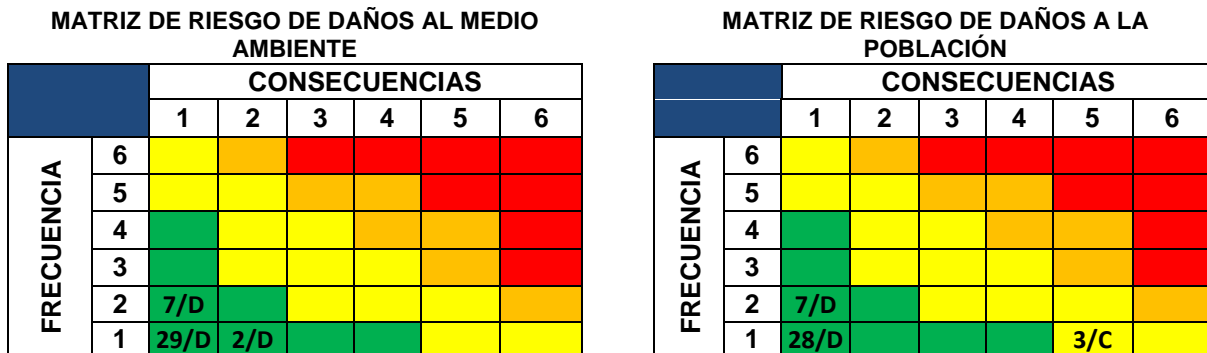 MATRIZ DE RIESGO DE DAÑOS AL MEDIO
AMBIENTE
CONSECUENCIAS
1 2 3 4 5 6
FRECUENCIA
6
5
4
3
2 7/D
1 29/D 2/D
MATRIZ DE RIESGO DE DAÑOS A LA
POBLACIÓN
CONSECUENCIAS
1 2 3 4 5 6
FRECUENCIA
6
5
4
3
2 7/D
1 28/D 3/C